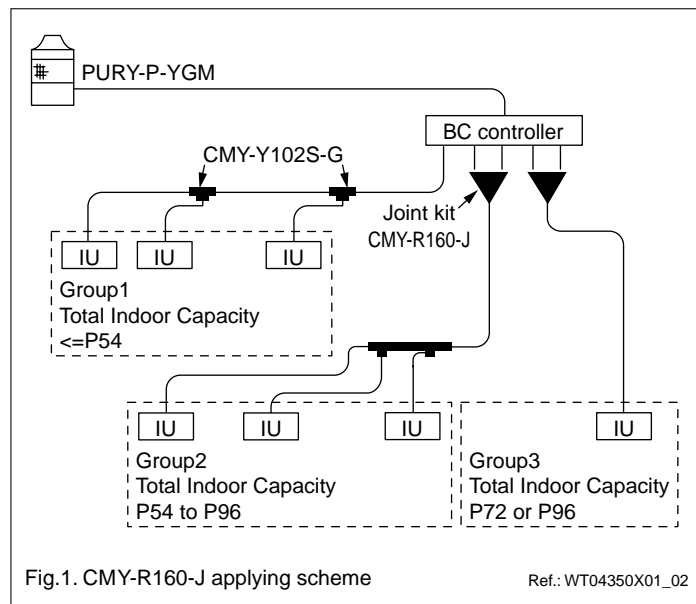 PURY-P-YGM
BC controller
CMY-Y102S-G
Joint kit
CMY-R160-J
IU
IU
IU
Group1
Total Indoor Capacity
<=P54
IU
IU
IU
Group2
Total Indoor Capacity
P54 to P96
IU
Group3
Total Indoor Capacity
P72 or P96
Fig.1. CMY-R160-J applying scheme
Ref.: WT04350X01_02